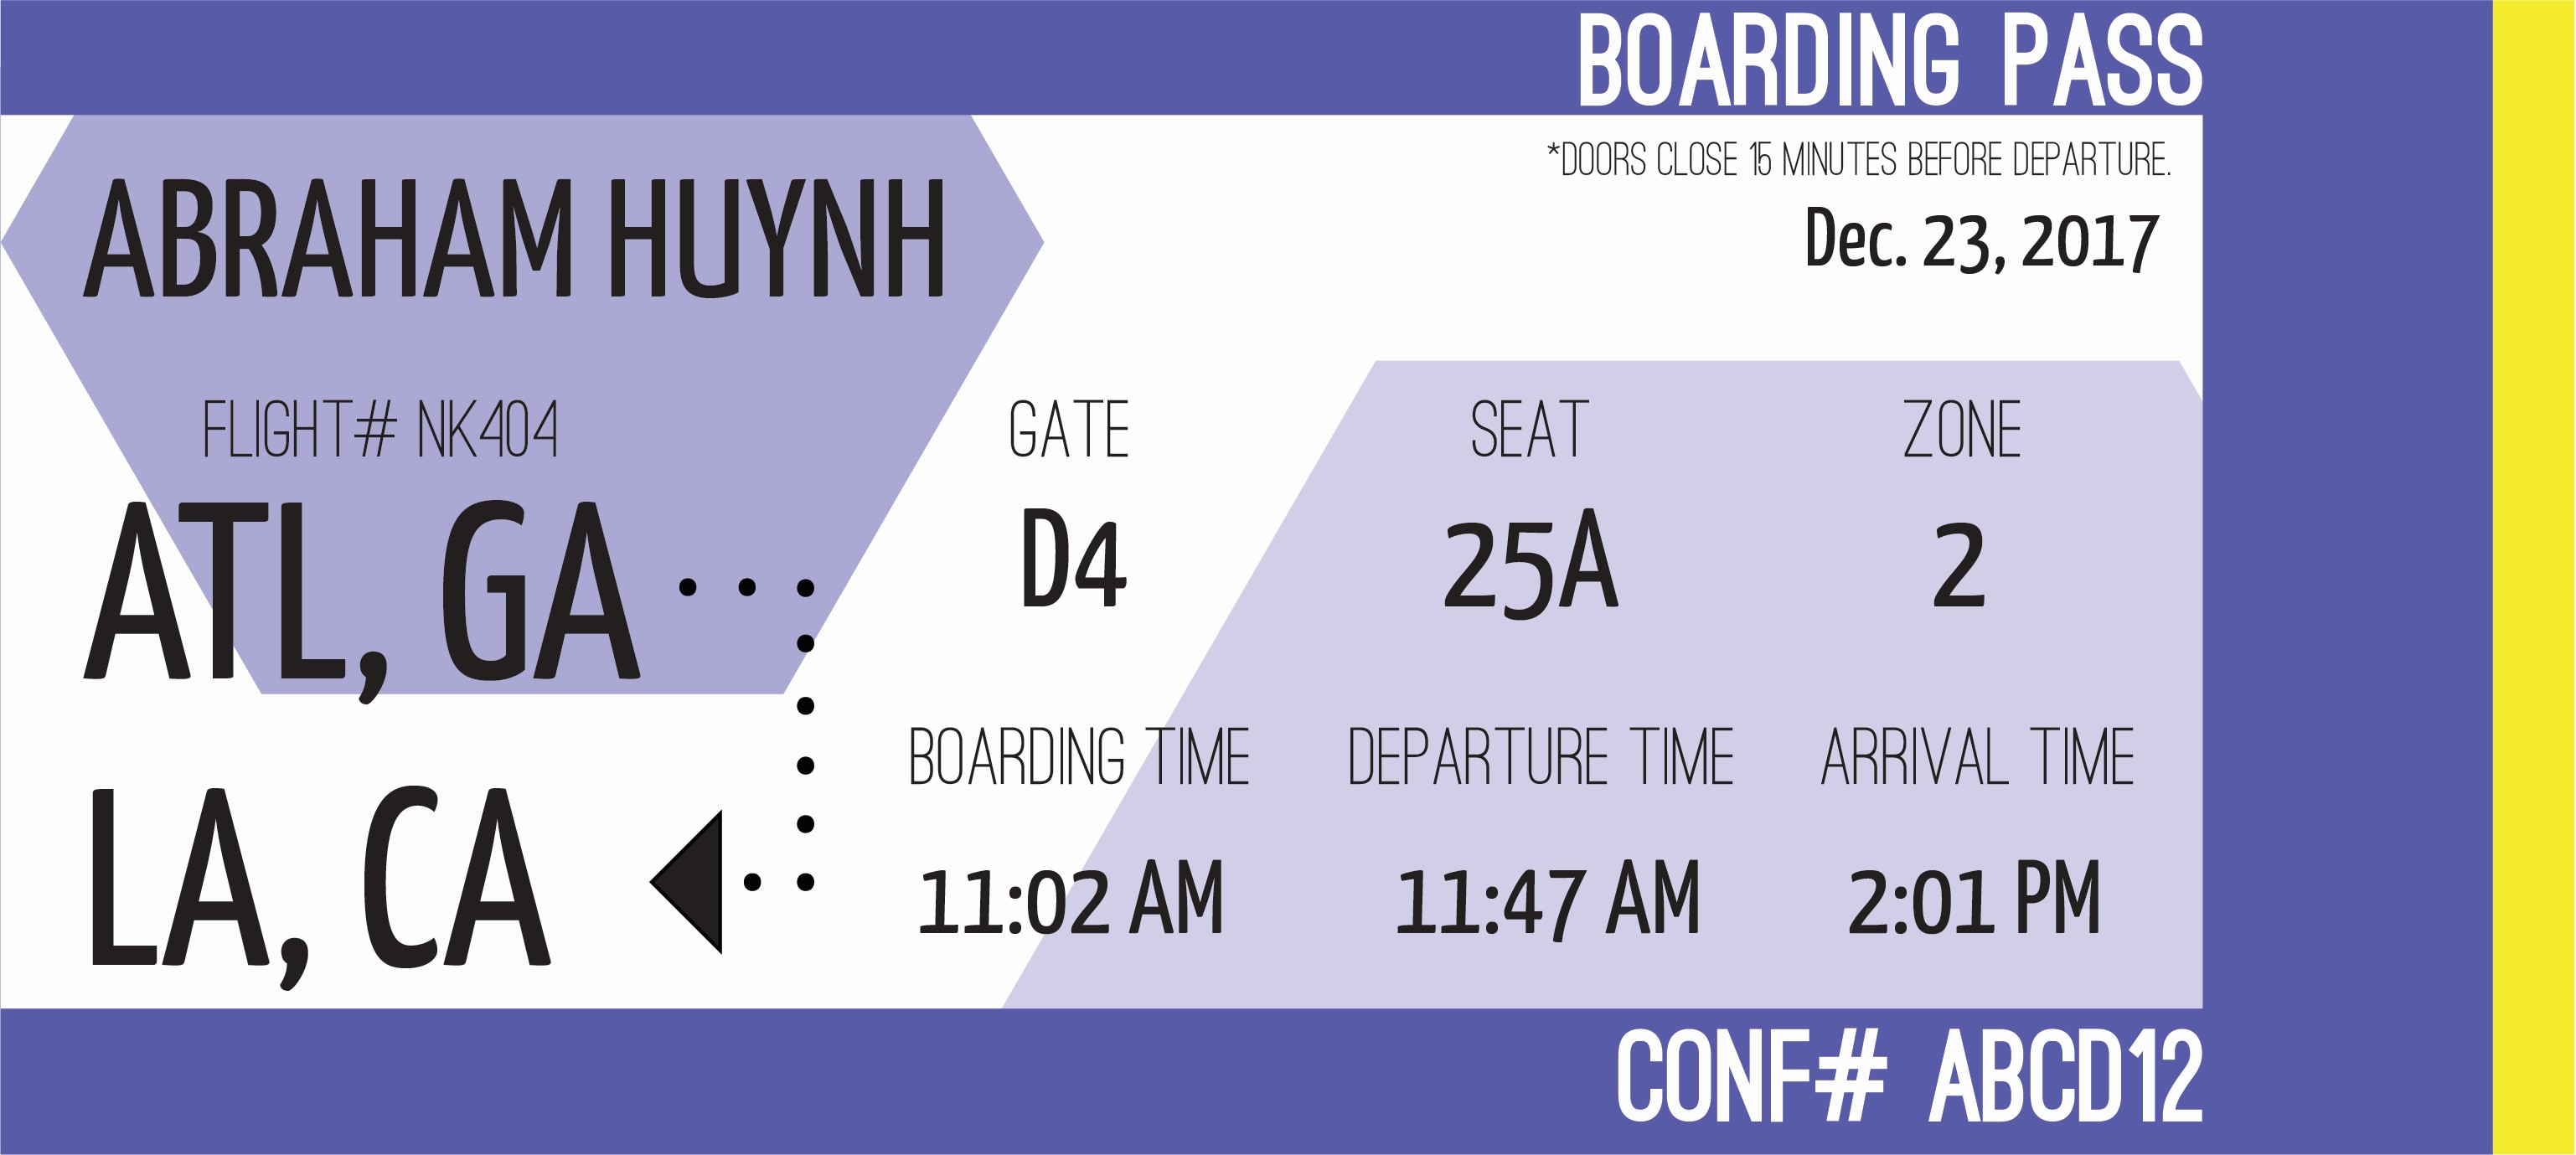 BOARDING PASS
*DOORS CLOSE 15 MINUTES BEFORE DEPARTURE.
Dec. 23, 2017
ABRAHAM HUYNH
FLIGHT# NK404
ATL, GA
LA, CA
GATE SEAT ZONE
D4 25A 2
BOARDING TIME DEPARTURE TIME ARRIVAL TIME
11:02 AM 11:47 AM 2:01 PM
CONF# ABCD12